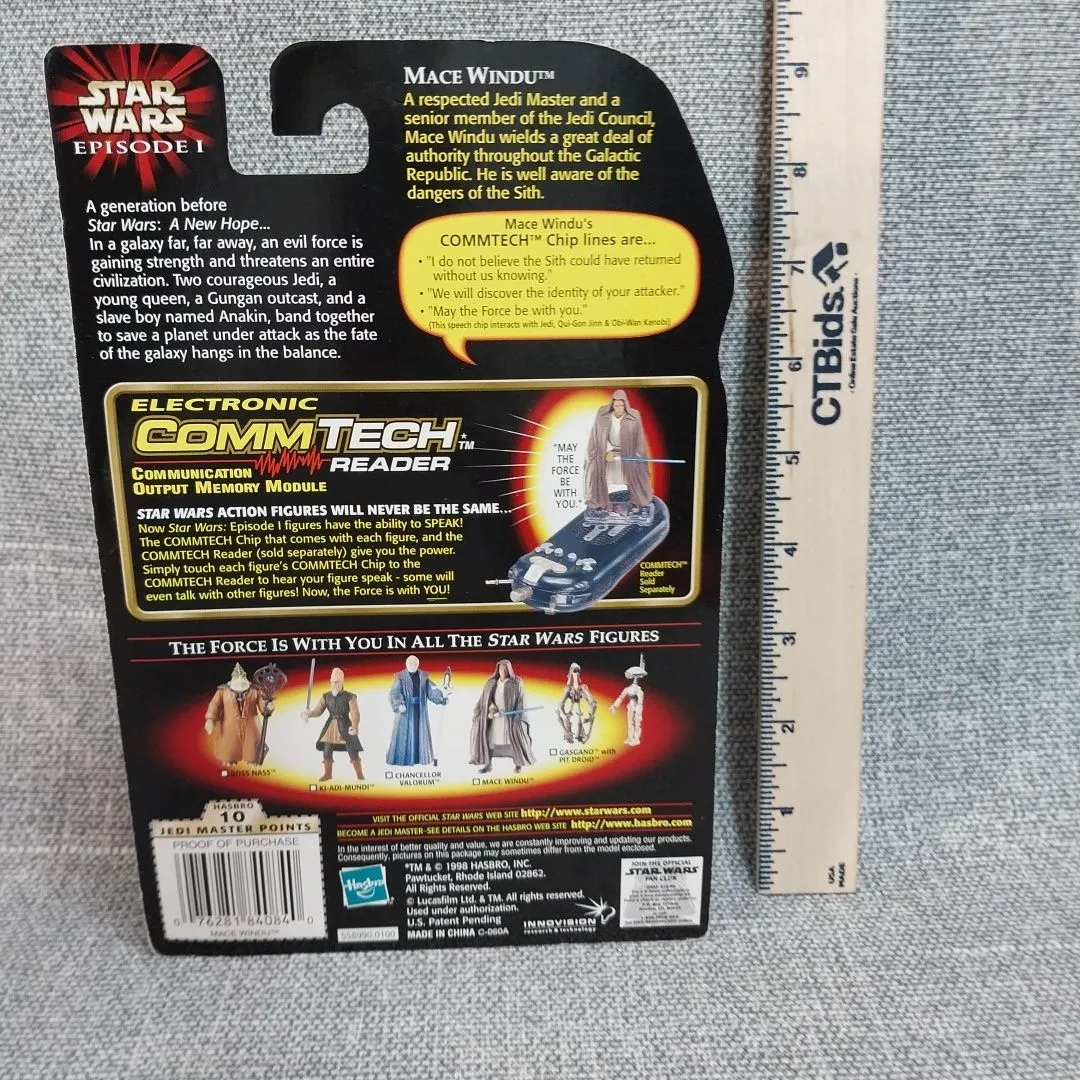 STAR
WARS
EPISODE I
MACE WINDU™
A respected Jedi Master and a
senior member of the Jedi Council,
Mace Windu wields a great deal of
authority throughout the Galactic
Republic. He is well aware of the
dangers of the Sith.
A generation before
Star Wars: A New Hope...
In a galaxy far, far away, an evil force is
gaining strength and threatens an entire
civilization. Two courageous Jedi, a
young queen, a Gungan outcast, and a
slave boy named Anakin, band together
to save a planet under attack as the fate
of the galaxy hangs in the balance.
Mace Windu's
COMMTECH™ Chip lines are...
• "I do not believe the Sith could have returned
without us knowing."
• "We will discover the identity of your attacker."
• "May the Force be with you."
(This speech chip interacts with Jedi, Qui-Gon Jinn & Obi-Wan Kenobi)
ELECTRONIC
COMMTECH™
READER
COMMUNICATION
OUTPUT MEMORY MODULE
STAR WARS ACTION FIGURES WILL NEVER BE THE SAME...
Now Star Wars: Episode I figures have the ability to SPEAK!
The COMMTECH Chip that comes with each figure, and the
COMMTECH Reader (sold separately) give you the power.
Simply touch each figure's COMMTECH Chip to the
COMMTECH Reader to hear your figure speak - some will
even talk with other figures! Now, the Force is with YOU!
"MAY
THE
FORCE
BE
WITH
YOU."
COMMTECH™
Reader
Sold
Separately
THE FORCE IS WITH YOU IN ALL THE STAR WARS FIGURES
BOSS NASS™
KI-ADI-MUNDI™
CHANCELLOR
VALORUM™
MACE WINDU™
GASGANO™ with
PIT DROID™
HASBRO
10
JEDI MASTER POINTS
PROOF OF PURCHASE
0 76281 84084 0
MACE WINDU™
VISIT THE OFFICIAL STAR WARS WEB SITE http://www.starwars.com
BECOME A JEDI MASTER-SEE DETAILS ON THE HASBRO WEB SITE http://www.hasbro.com
In the interest of better quality and value, we are constantly improving and updating our products.
Consequently, pictures on this package may sometimes differ from the model enclosed.
Hasbro
*TM & © 1998 HASBRO, INC.
Pawtucket, Rhode Island 02862.
All Rights Reserved.
© Lucasfilm Ltd. & TM. All rights reserved.
Used under authorization.
U.S. Patent Pending
558990.0100 MADE IN CHINA C-060A
INNOVISION
research & technology
JOIN THE OFFICIAL
STAR WARS
FAN CLUB
9
8
7
6
5
4
3
2
1
CTBids.
Online Estate Sale Auctions
USA
MADE